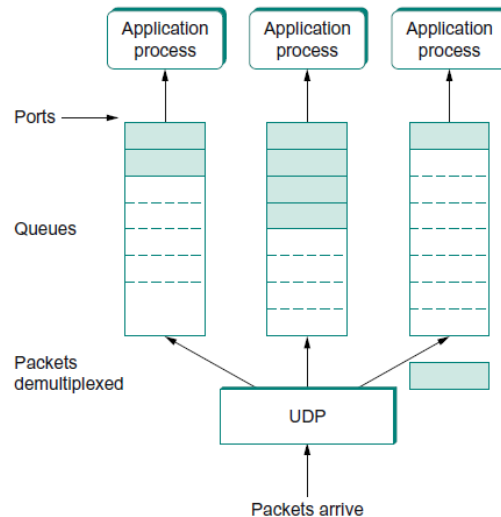 Application
process
Application
process
Application
process
Ports
Queues
Packets
demultiplexed
UDP
Packets arrive